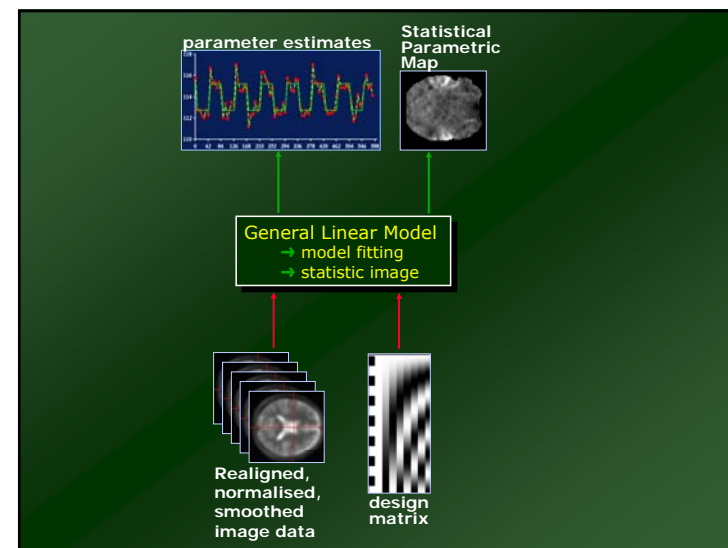 parameter estimates
Statistical
Parametric
Map
General Linear Model
→ model fitting
→ statistic image
Realigned,
normalised,
smoothed
image data
design
matrix